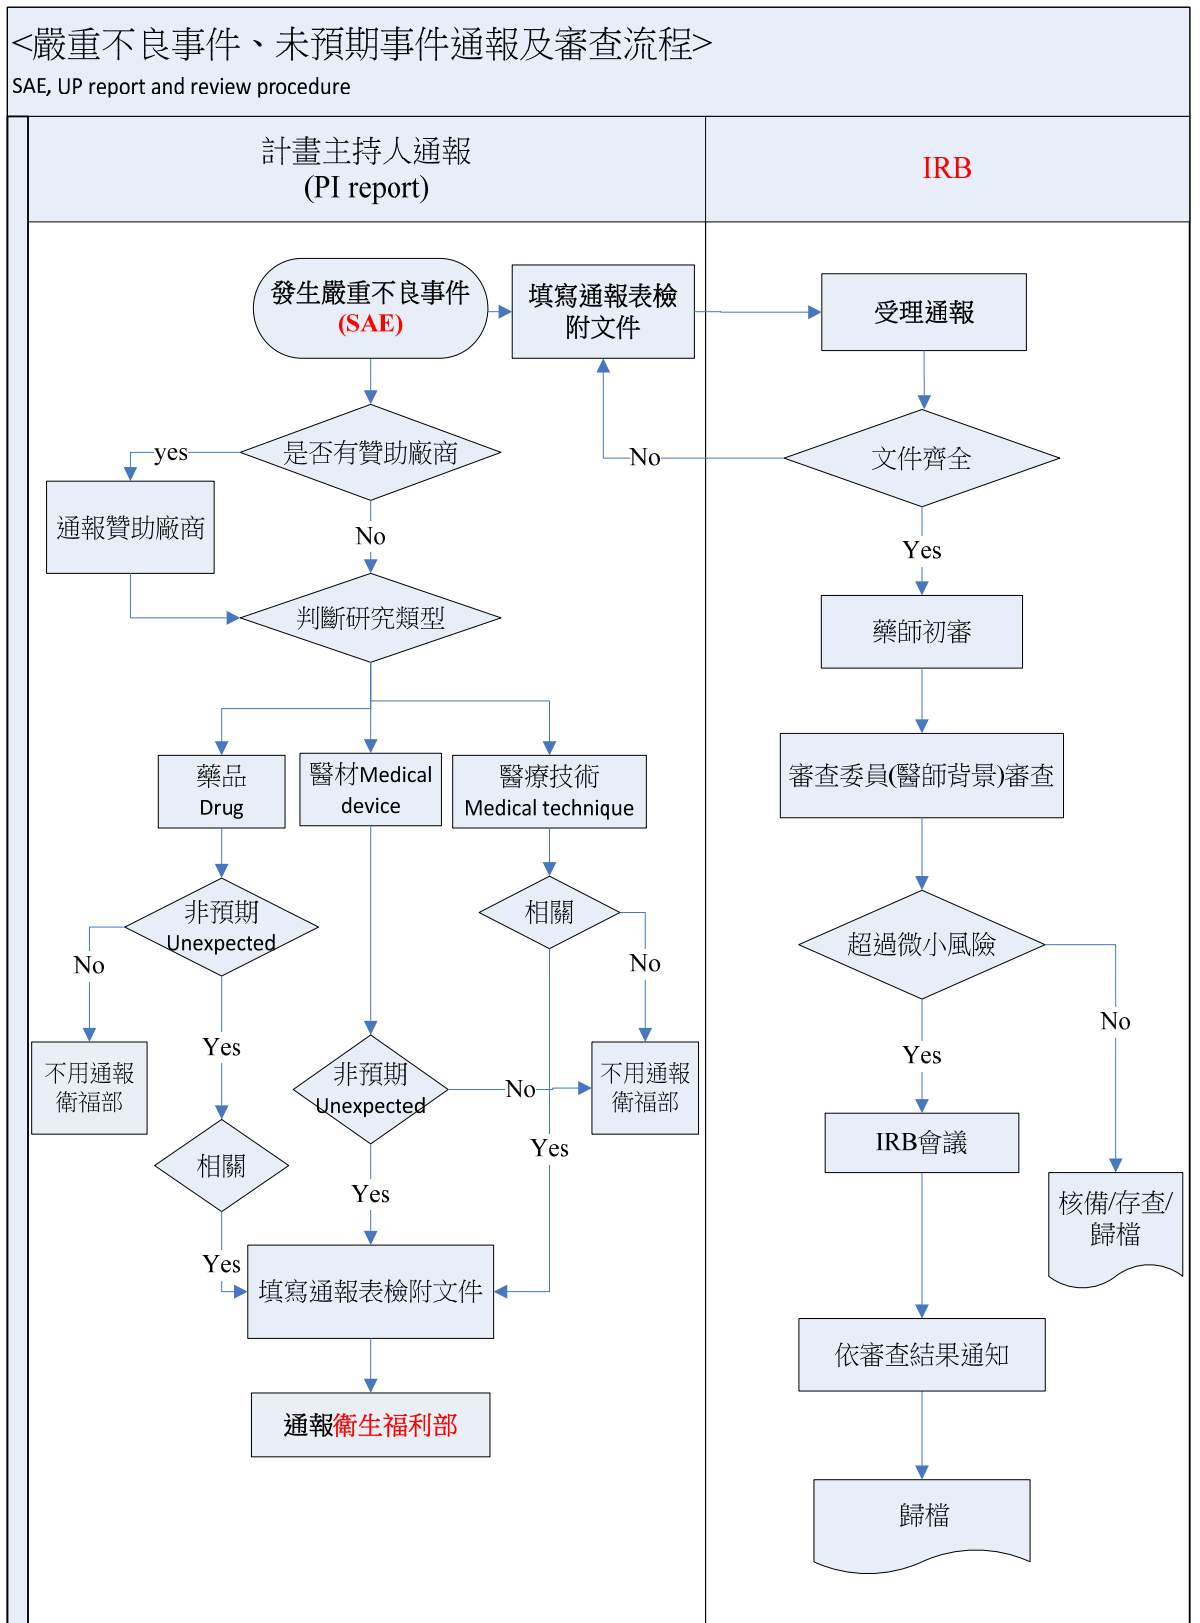 <嚴重不良事件、未預期事件通報及審查流程>
SAE, UP report and review procedure
計畫主持人通報
(PI report)
IRB
發生嚴重不良事件
(SAE)
填寫通報表檢
附文件
受理通報
是否有贊助廠商
yes
No
文件齊全
通報贊助廠商
No
Yes
判斷研究類型
藥師初審
藥品
Drug
醫材Medical
device
醫療技術
Medical technique
審查委員(醫師背景)審查
非預期
Unexpected
相關
超過微小風險
No
No
No
Yes
Yes
不用通報
衛福部
非預期
Unexpected
No
不用通報
衛福部
相關
Yes
IRB會議
Yes
Yes
核備/存查/
歸檔
填寫通報表檢附文件
依審查結果通知
通報衛生福利部
歸檔